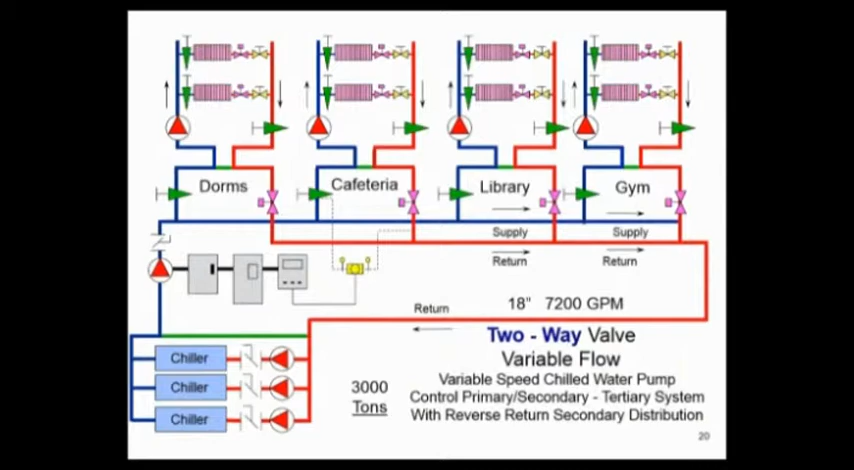 Dorms
Cafeteria
Library
Gym
Supply
Supply
Return
Return
Return
18" 7200 GPM
Two - Way Valve
Variable Flow
Variable Speed Chilled Water Pump
Control Primary/Secondary - Tertiary System
With Reverse Return Secondary Distribution
Chiller
Chiller
Chiller
3000
Tons
20